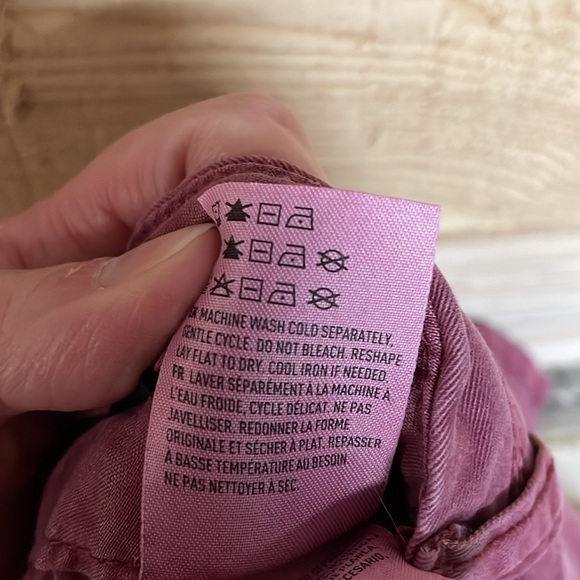 MACHINE WASH COLD SEPARATELY.
GENTLE CYCLE. DO NOT BLEACH. RESHAPE
LAY FLAT TO DRY. COOL IRON IF NEEDED.
FR LAVER SÉPARÉMENT À LA MACHINE À
L'EAU FROIDE, CYCLE DÉLICAT. NE PAS
JAVELLISER. REDONNER LA FORME
ORIGINALE ET SÉCHER À PLAT. REPASSER
À BASSE TEMPÉRATURE AU BESOIN.
NE PAS NETTOYER À SEC.